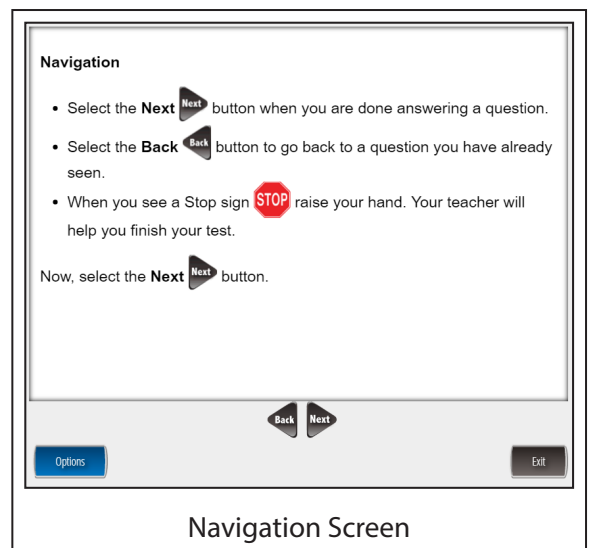 Navigation
• Select the Next Next button when you are done answering a question.
• Select the Back Back button to go back to a question you have already
seen.
• When you see a Stop sign STOP raise your hand. Your teacher will
help you finish your test.
Now, select the Next Next button.
Back Next
Options Exit
Navigation Screen